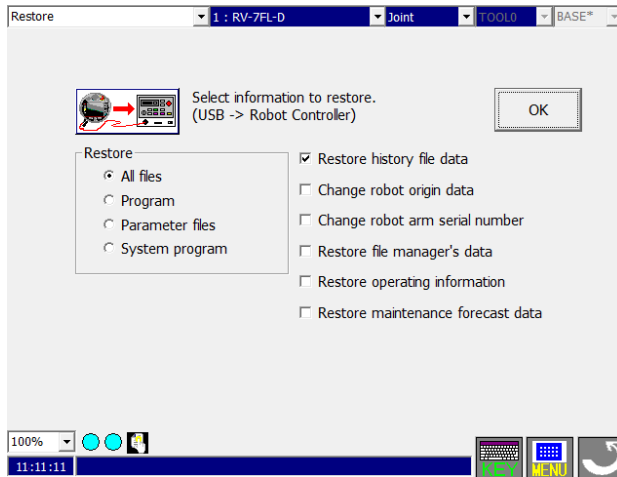 Restore 1 : RV-7FL-D Joint TOOL0 BASE*
Select information to restore.
(USB -> Robot Controller)
OK
Restore
All files
Program
Parameter files
System program
Restore history file data
Change robot origin data
Change robot arm serial number
Restore file manager's data
Restore operating information
Restore maintenance forecast data
100%
11:11:11
KEY
MENU